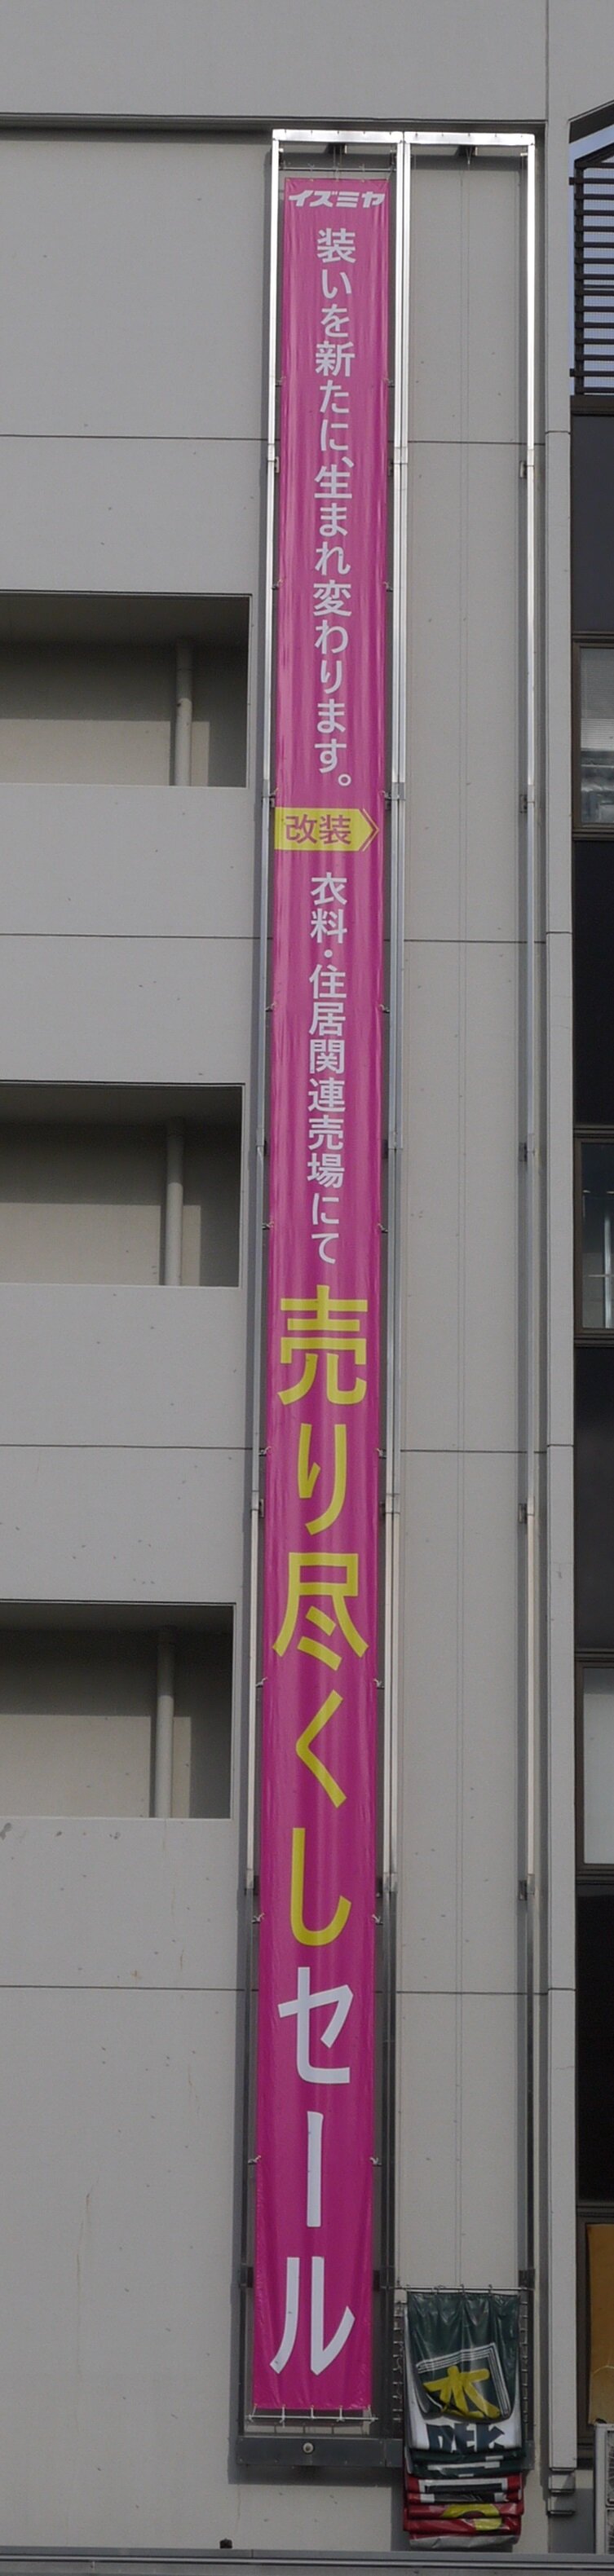 イズミヤ
装いを新たに、生まれ変わります。
改装
衣料・住居関連売場にて
売り尽くしセール
木